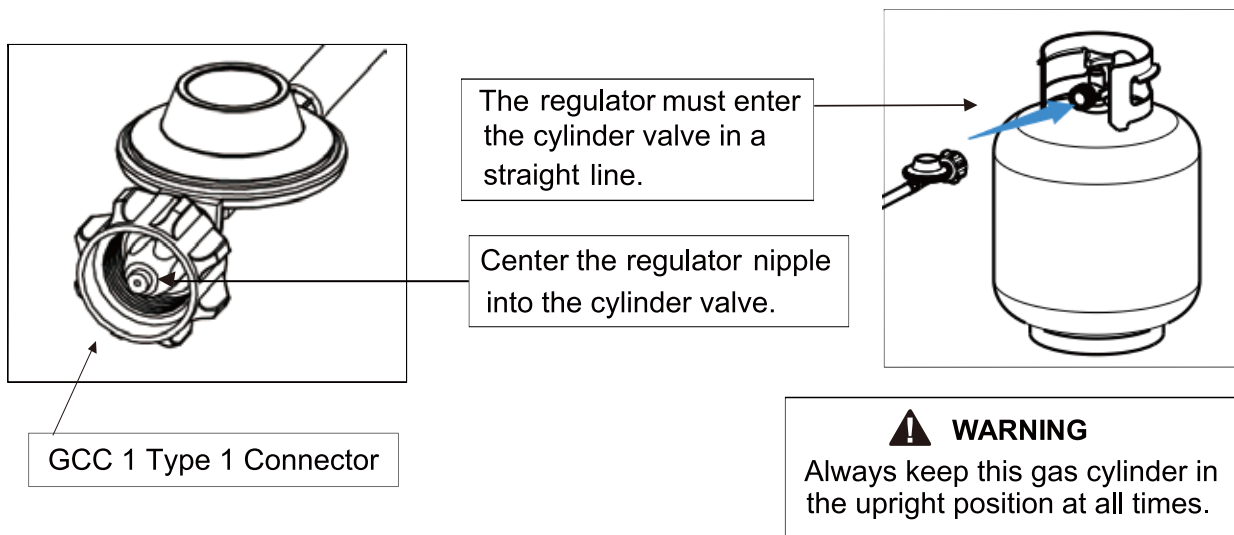 The regulator must enter
the cylinder valve in a
straight line.
Center the regulator nipple
into the cylinder valve.
GCC 1 Type 1 Connector
WARNING
Always keep this gas cylinder in
the upright position at all times.